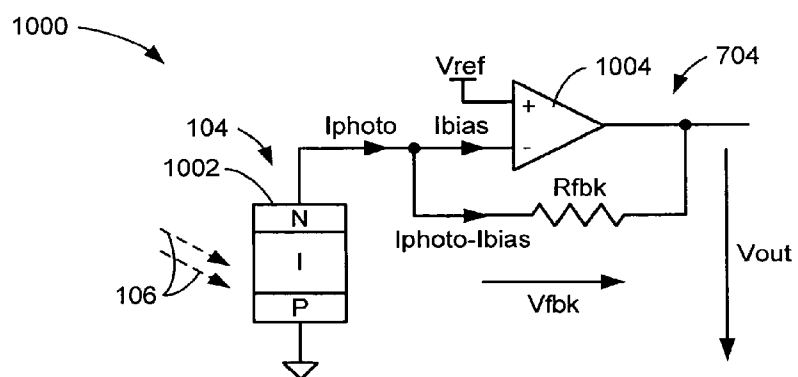 1000
Vref
1004
704
+
-
104
Iphoto
Ibias
1002
N
I
P
Rfbk
Iphoto-Ibias
106
Vfbk
Vout